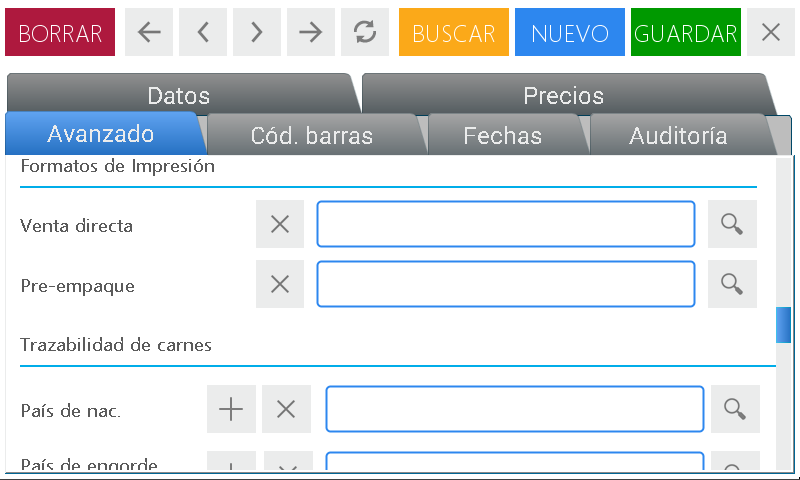 BORRAR BUSCAR NUEVO GUARDAR
Datos Precios
Avanzado Cód. barras Fechas Auditoría
Formatos de Impresión
Venta directa
Pre-empaque
Trazabilidad de carnes
País de nac.
País de engorde